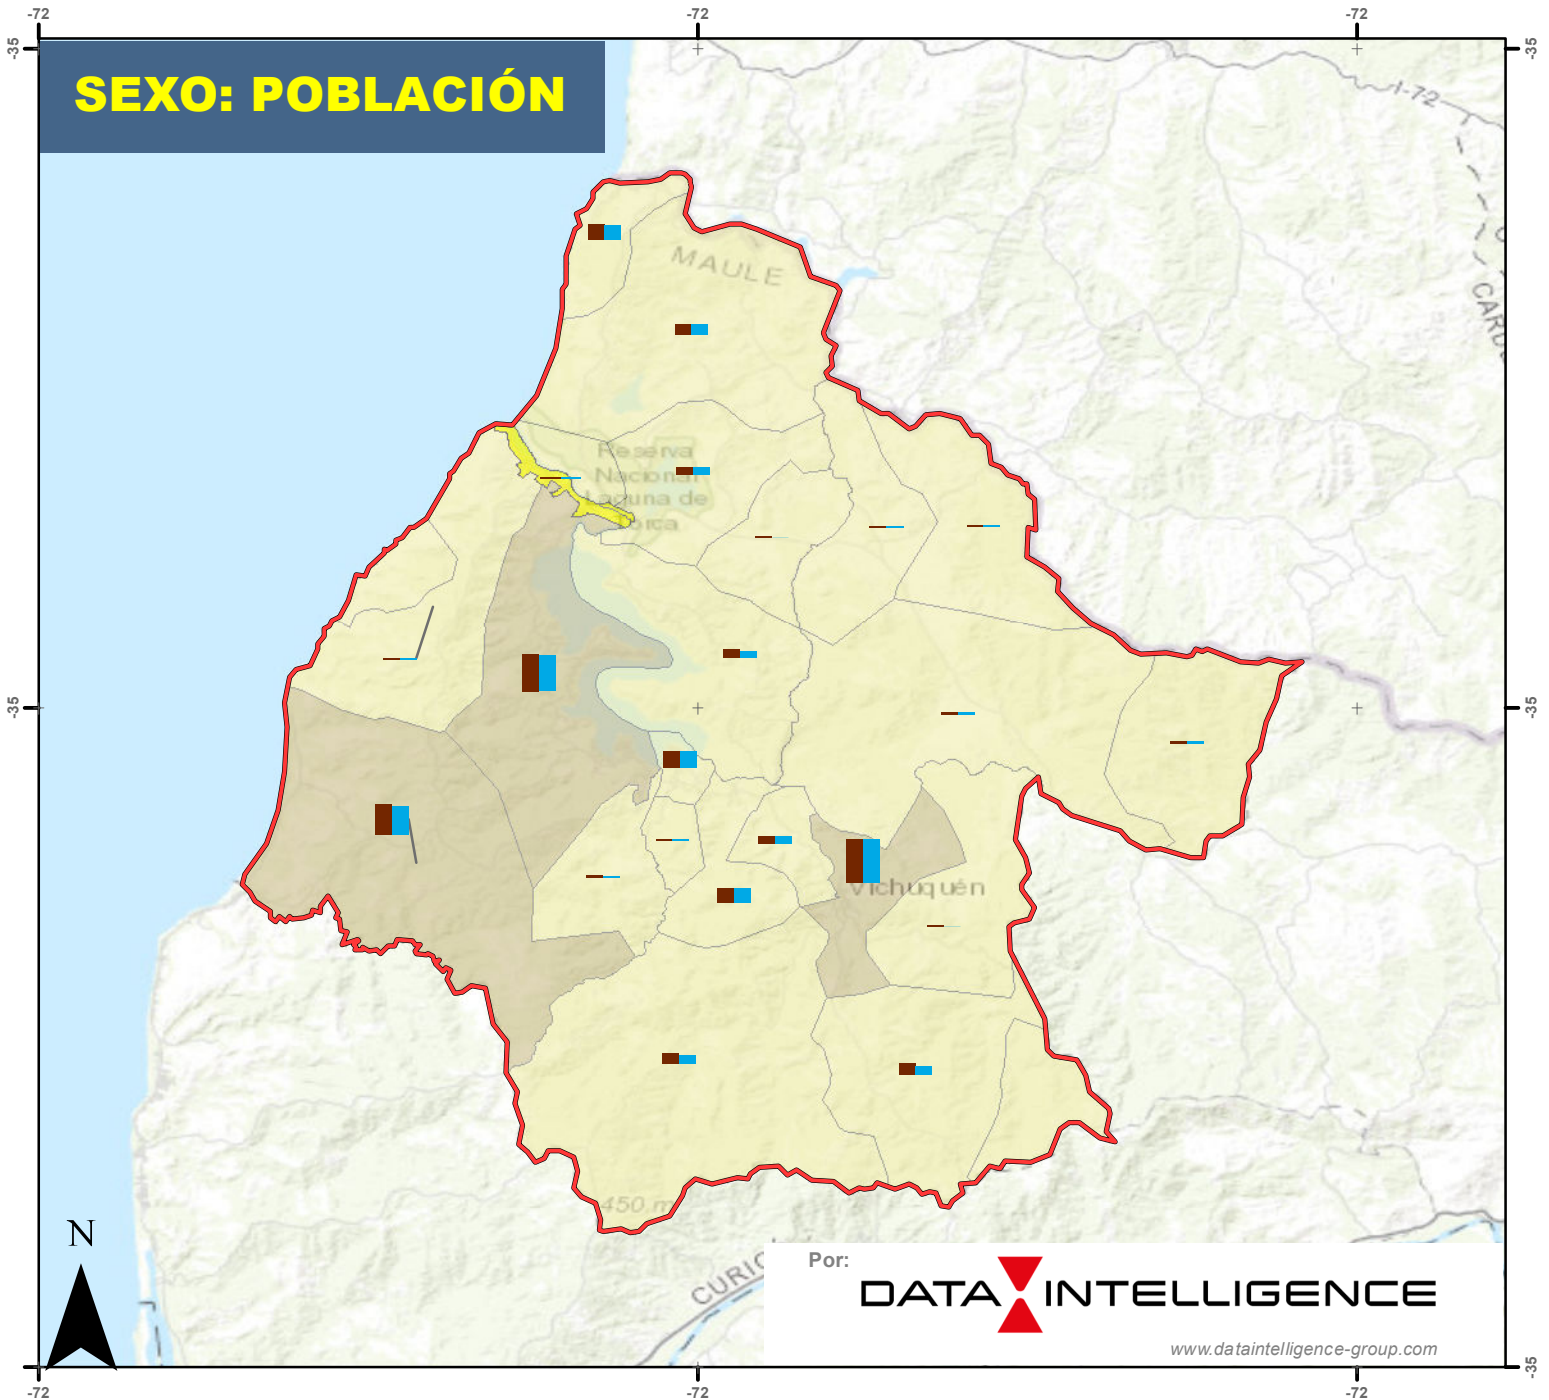 -72
-72
-72
-35
-35
SEXO: POBLACIÓN
I-72
MAULE
Reserva
Nacional
Laguna de
Torca
-35
-35
Vichuquén
450 m
N
Por:
DATA INTELLIGENCE
www.dataintelligence-group.com
-35
-72
-72
-72